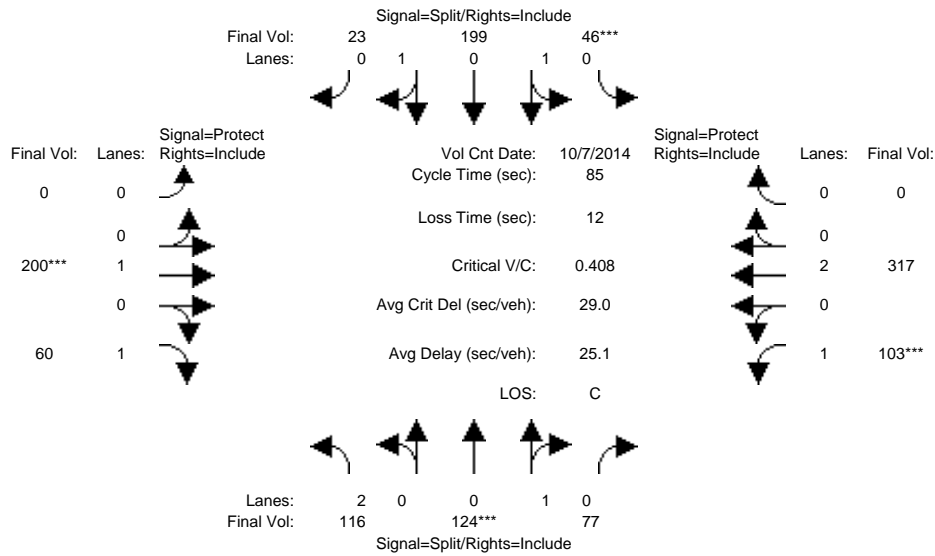 Signal=Split/Rights=Include
Final Vol: 23 199 46***
Lanes: 0 1 0 1 0
Signal=Protect Signal=Protect
Final Vol: Lanes: Rights=Include Vol Cnt Date: 10/7/2014 Rights=Include Lanes: Final Vol:
Cycle Time (sec): 85
0 0 0 0
Loss Time (sec): 12
0 0
200*** 1 Critical V/C: 0.408 2 317
0 Avg Crit Del (sec/veh): 29.0 0
60 1 Avg Delay (sec/veh): 25.1 1 103***
LOS: C
Lanes: 2 0 0 1 0
Final Vol: 116 124*** 77
Signal=Split/Rights=Include